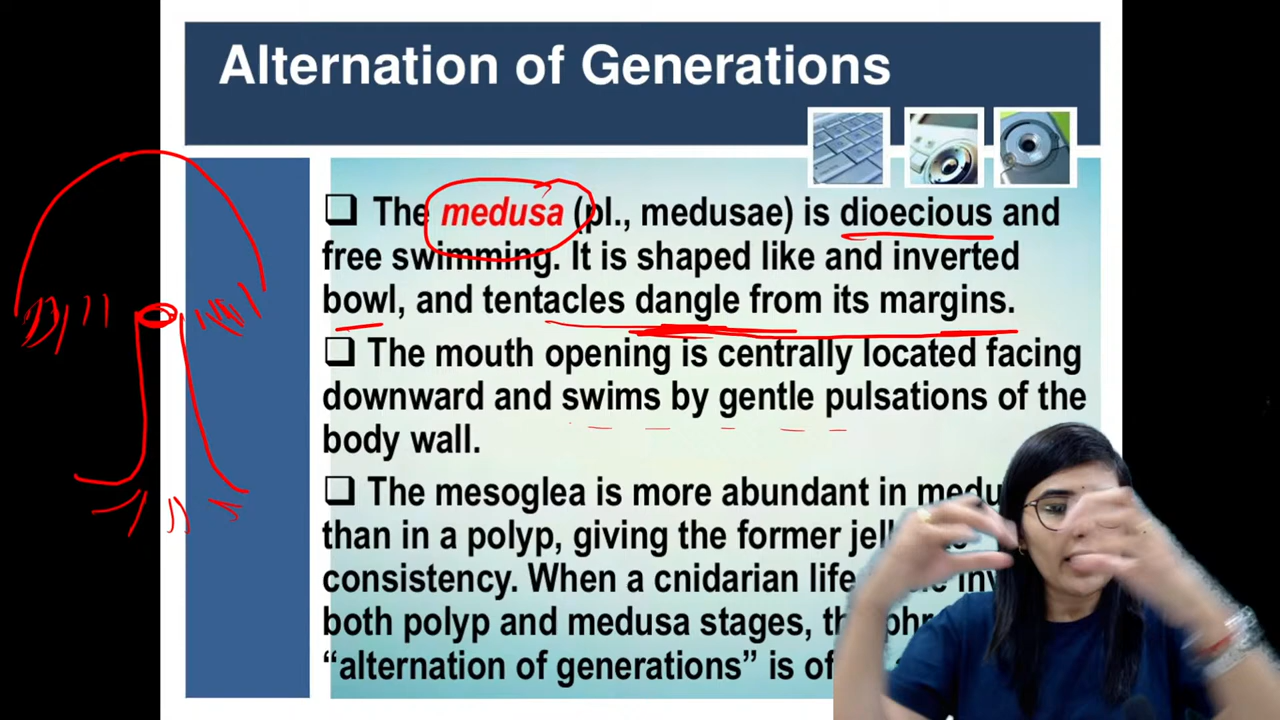 Alternation of Generations
❑ The medusa (pl., medusae) is dioecious and
free swimming. It is shaped like and inverted
bowl, and tentacles dangle from its margins.
❑ The mouth opening is centrally located facing
downward and swims by gentle pulsations of the
body wall.
❑ The mesoglea is more abundant in
than in a polyp, giving the former
consistency. When a cnidarian life
both polyp and medusa stages,
“alternation of generations” is